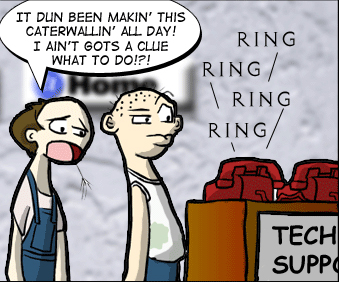 IT DUN BEEN MAKIN' THIS
CATERWALLIN' ALL DAY!
I AIN'T GOTS A CLUE
WHAT TO DO!?!
Home
RING
RING
RING
RING
TECH
SUPPO